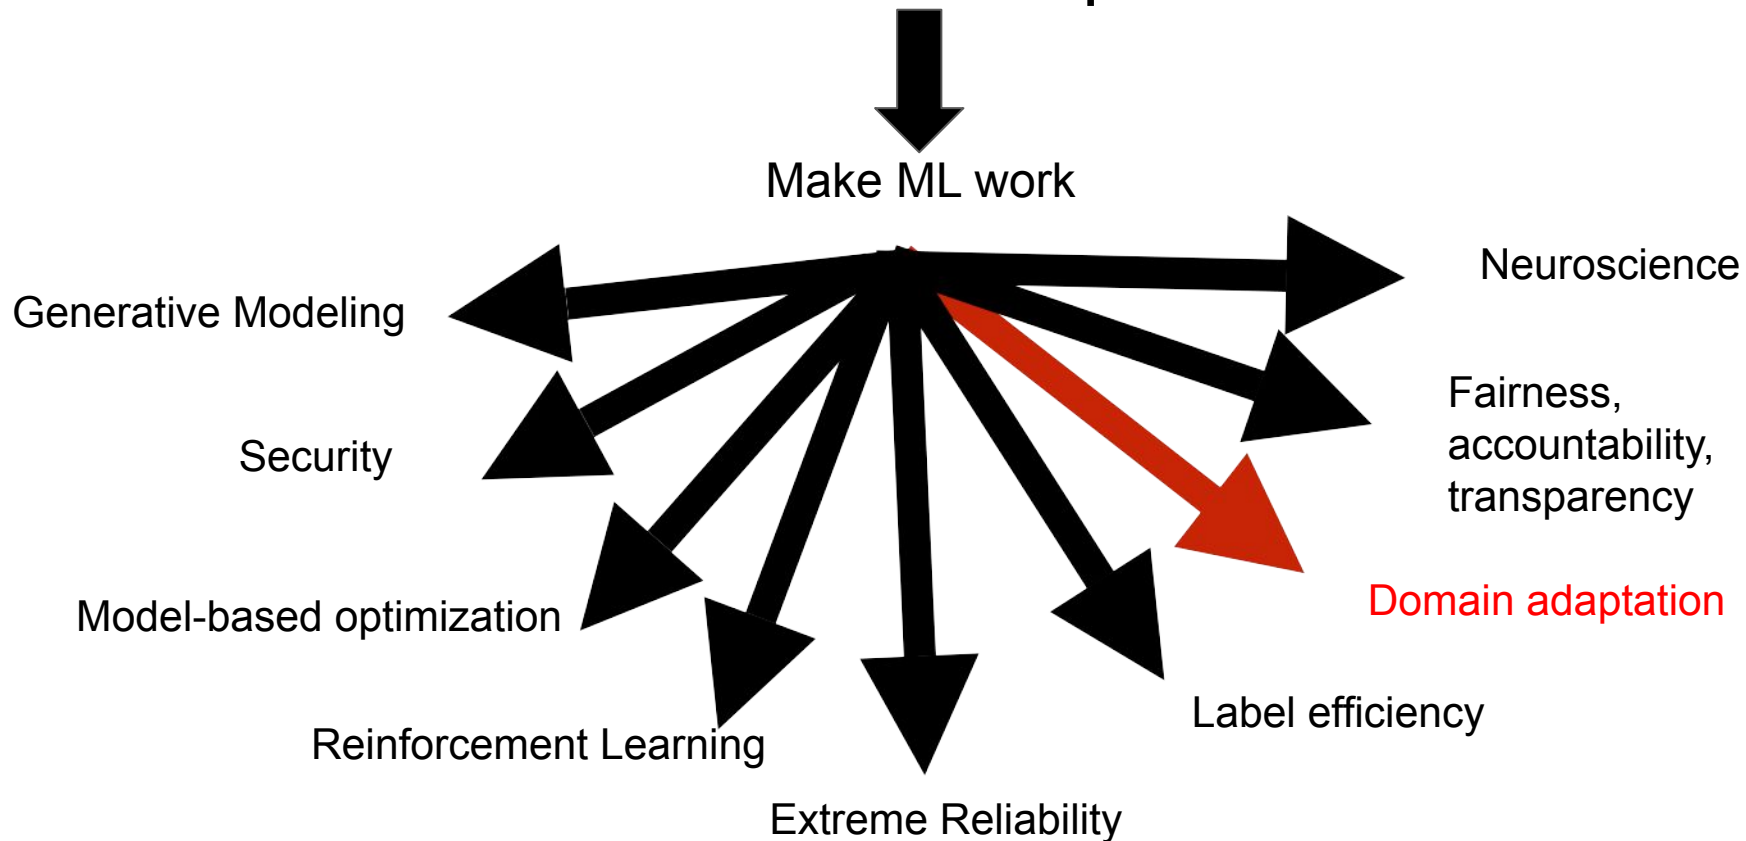 Make ML work
Neuroscience
Generative Modeling
Fairness,
accountability,
transparency
Security
Domain adaptation
Model-based optimization
Label efficiency
Reinforcement Learning
Extreme Reliability